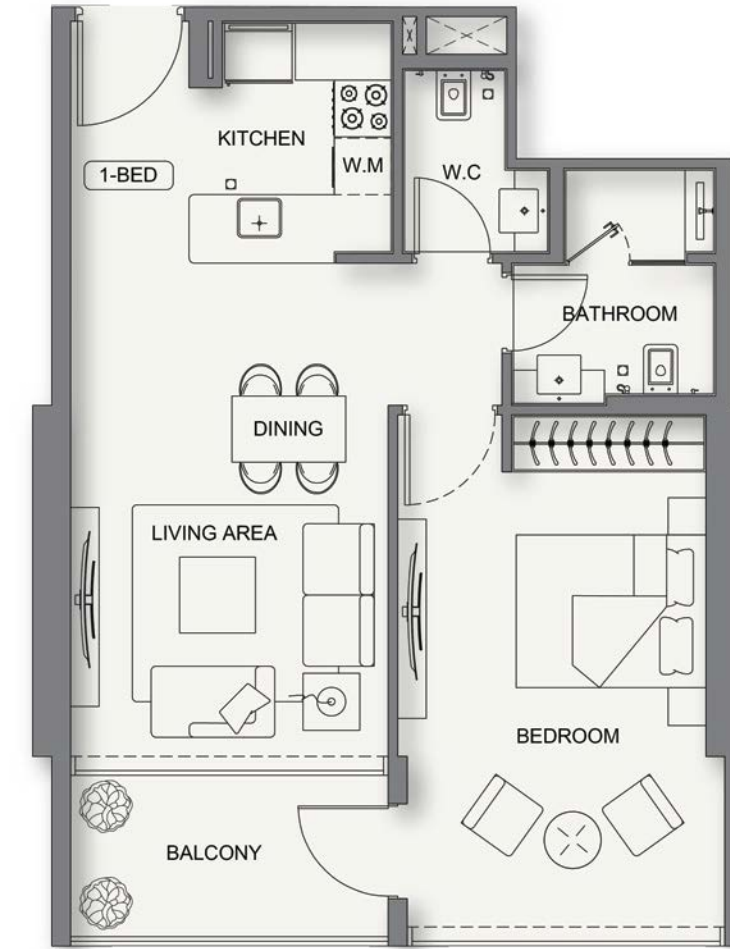 KITCHEN
1-BED
W.M
W.C
BATHROOM
DINING
LIVING AREA
BEDROOM
BALCONY